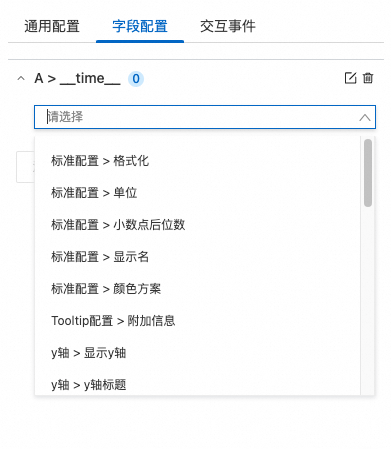 通用配置 字段配置 交互事件
A > __time__ 0
请选择
标准配置 > 格式化
标准配置 > 单位
标准配置 > 小数点后位数
标准配置 > 显示名
标准配置 > 颜色方案
Tooltip配置 > 附加信息
y轴 > 显示y轴
y轴 > y轴标题